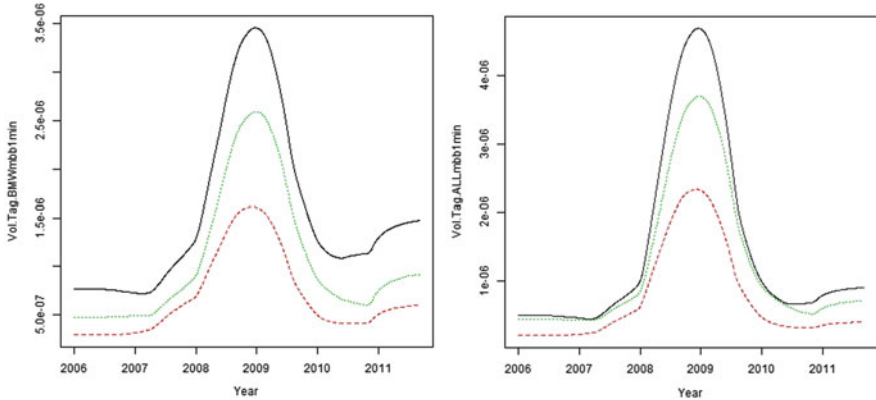 Vol.Tag.BMWmbb1min
3.5e-06
2.5e-06
1.5e-06
5.0e-07
2006 2007 2008 2009 2010 2011
Year
Vol.Tag.ALLmbb1min
4e-06
3e-06
2e-06
1e-06
2006 2007 2008 2009 2010 2011
Year